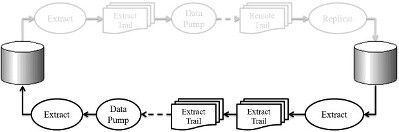 Extract
Extract
Trail
Data
Pump
Remote
Trail
Replicat
Extract
Data
Pump
Extract
Trail
Extract
Trail
Extract